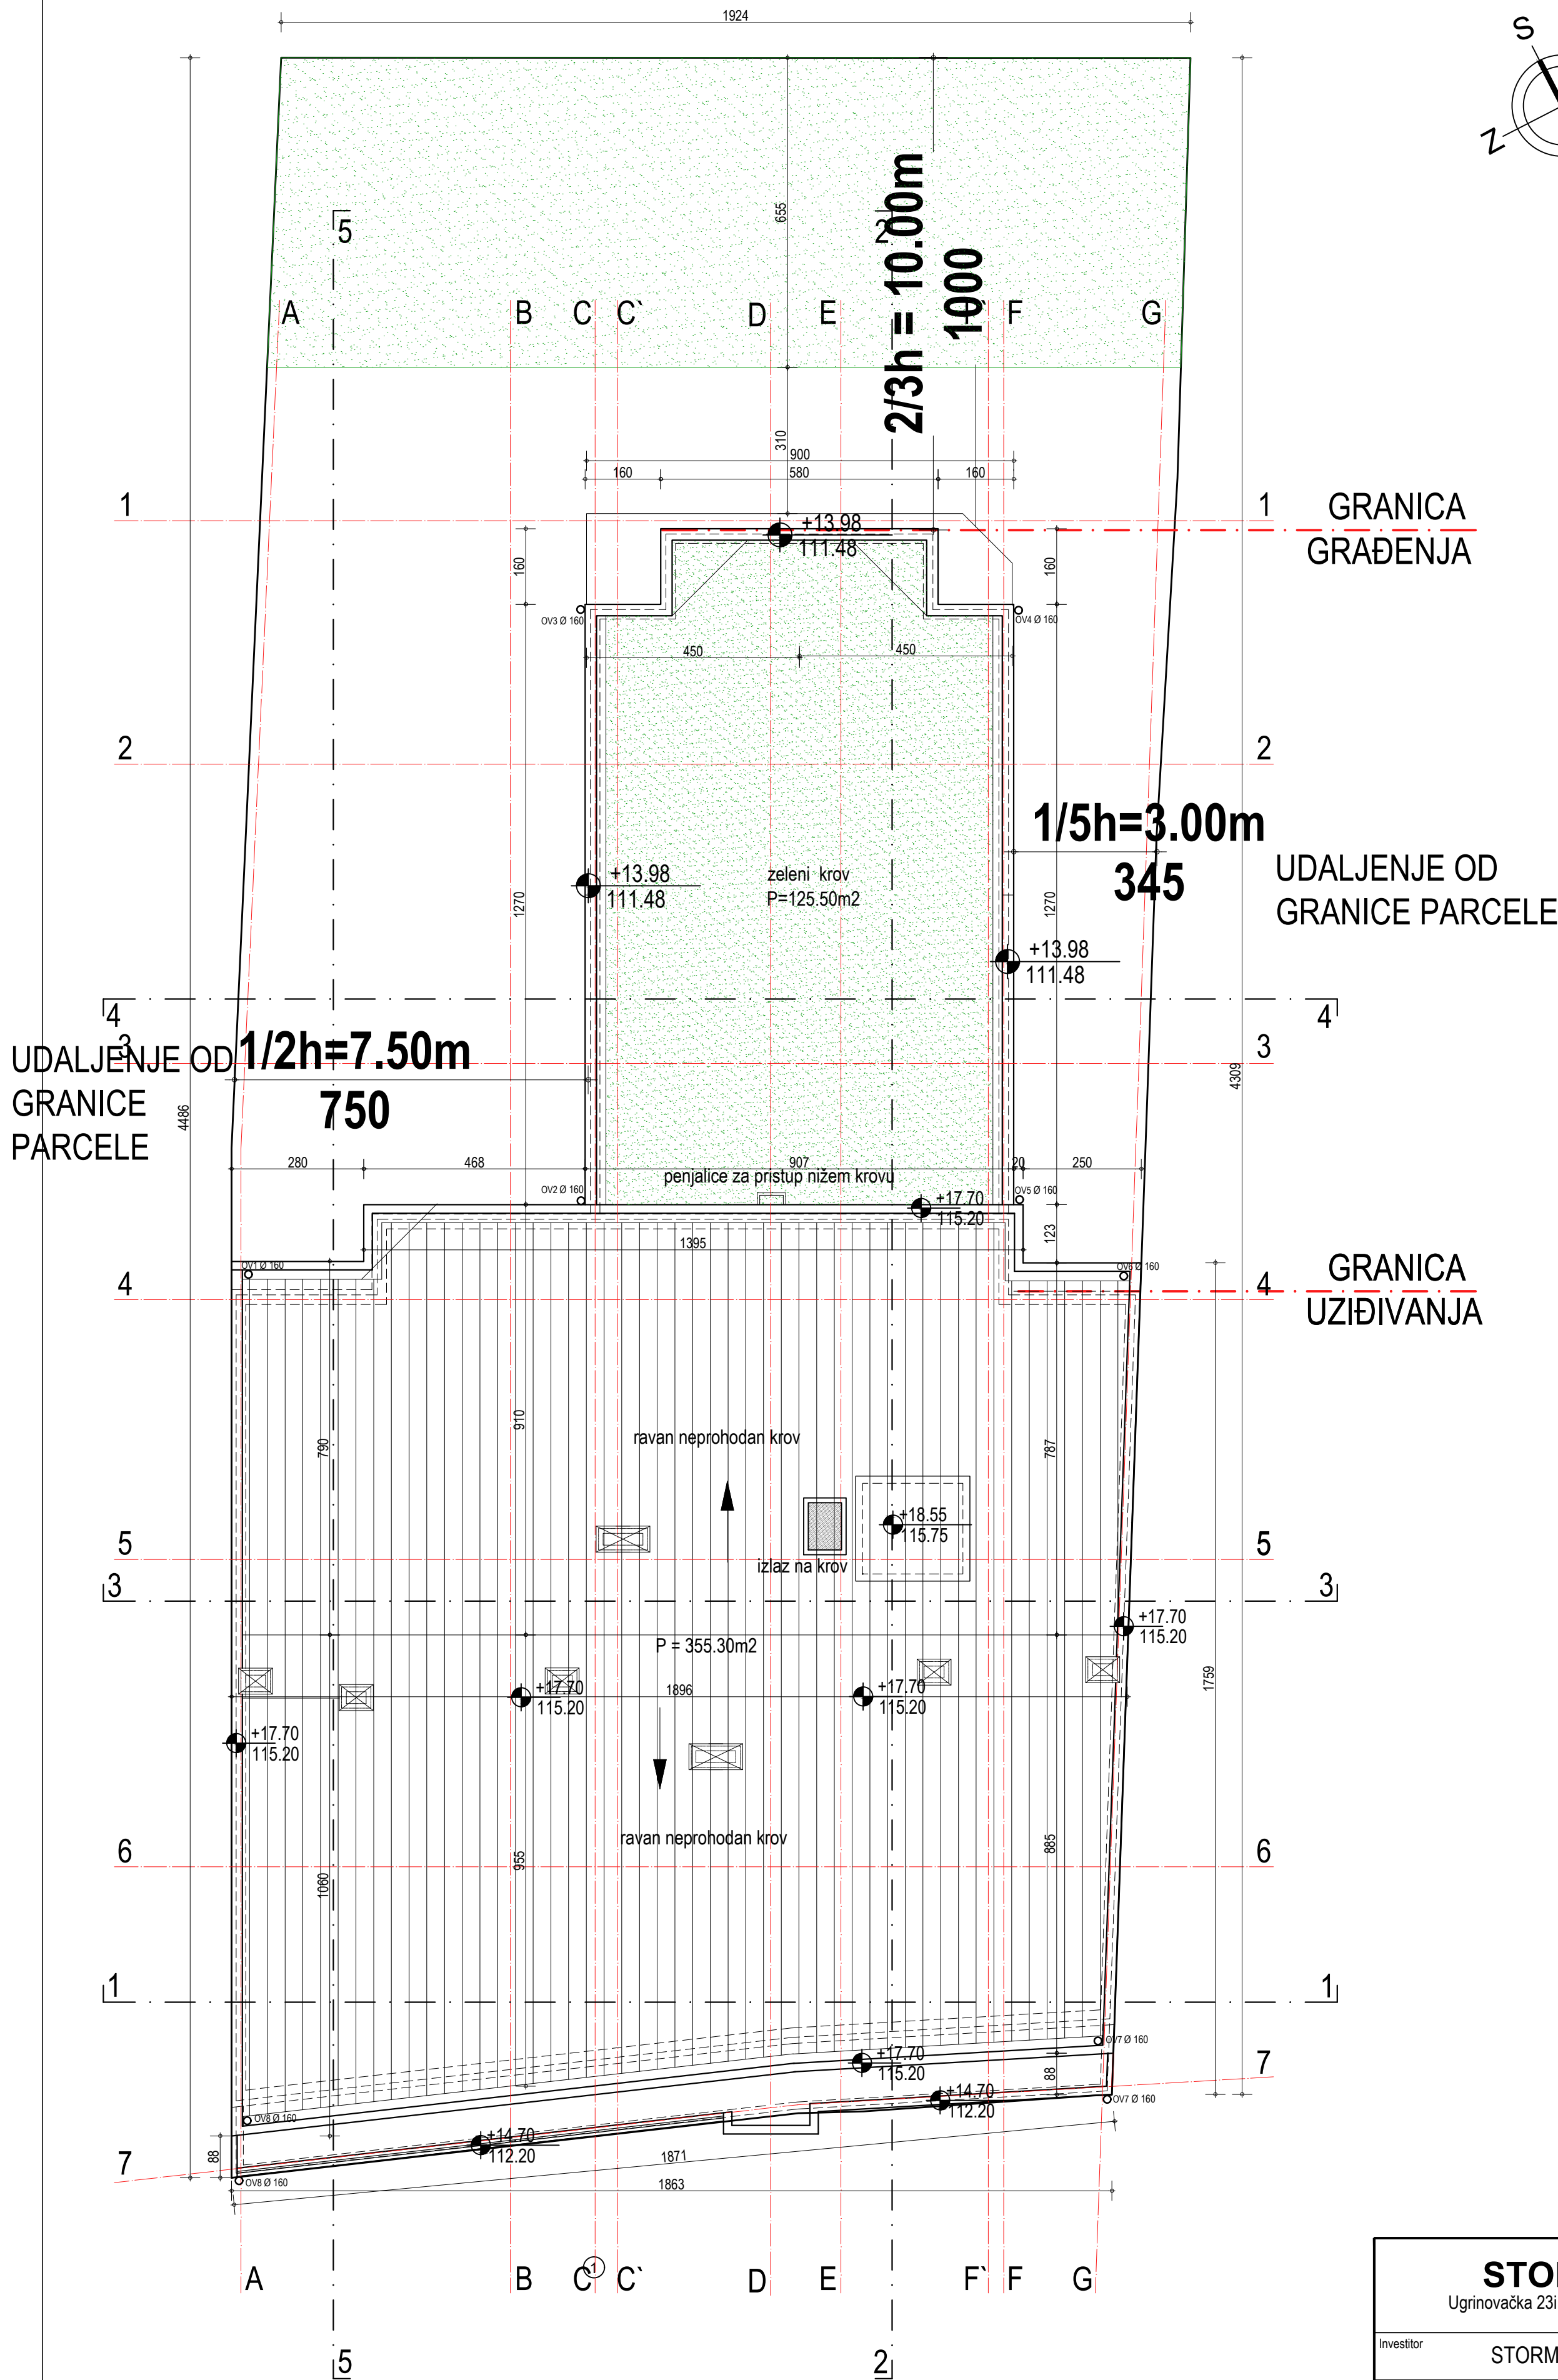 1924
S
Z
655
2/3h = 10.00m
1000
5
2
A
B
C
C`
D
E
F
G
310
900
160
580
160
1
1
GRANICA
GRAĐENJA
+13.98
111.48
160
160
OV3 Ø 160
OV4 Ø 160
450
450
2
2
1/5h=3.00m
345
UDALJENJE OD
GRANICE PARCELE
zeleni krov
P=125.50m2
+13.98
111.48
1270
1270
+13.98
111.48
4
4
3
3
UDALJENJE OD
GRANICE
PARCELE
1/2h=7.50m
750
4486
4309
280
468
907
20
250
penjalice za pristup nižem krovu
OV2 Ø 160
OV5 Ø 160
+17.70
115.20
123
1395
OV1 Ø 160
OV6 Ø 160
4
4
GRANICA
UZIĐIVANJA
790
910
787
ravan neprohodan krov
+18.55
115.75
izlaz na krov
5
5
3
3
+17.70
115.20
P = 355.30m2
1896
+17.70
115.20
+17.70
115.20
+17.70
115.20
1759
ravan neprohodan krov
6
6
1060
955
885
1
1
OV7 Ø 160
+17.70
115.20
88
7
+14.70
112.20
OV7 Ø 160
OV8 Ø 160
+14.70
112.20
88
7
OV8 Ø 160
1871
1863
A
B
C
1
C`
D
E
F`
F
G
5
2
STO
Ugrinovačka 23i
Investitor
STORM